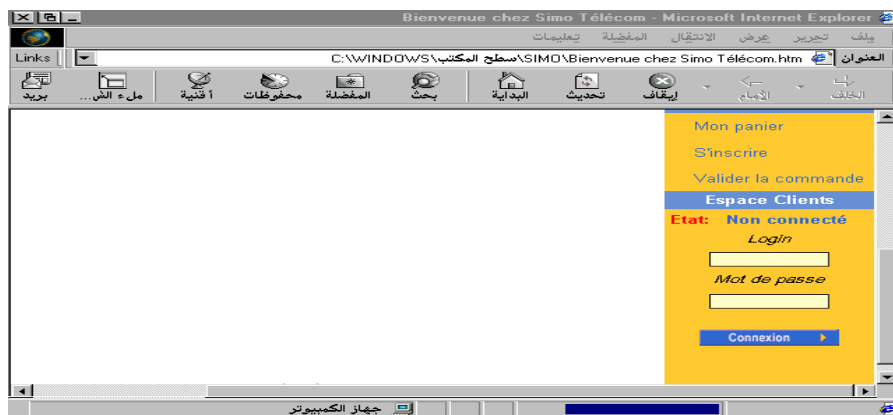 Bienvenue chez Simo Télécom - Microsoft Internet Explorer
ملف تحرير عرض الانتقال المفضلة تعليمات
العنوان C:\WINDOWS\سطح المكتب\SIMO\Bienvenue chez Simo Télécom.htm Links
الخلف الأمام إيقاف تحديث البداية بحث المفضلة محفوظات أقنية ملء الش... بريد
Mon panier
S'inscrire
Valider la commande
Espace Clients
Etat: Non connecté
Login
Mot de passe
Connexion
جهاز الكمبيوتر